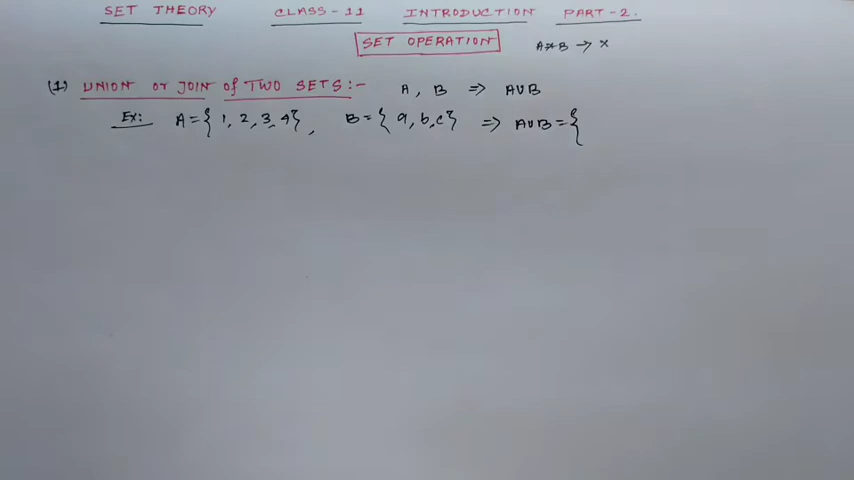 SET THEORY CLASS-11 INTRODUCTION PART-2.
SET OPERATION A*B → X
(1) UNION or JOIN of TWO SETS:- A, B ⇒ A∪B
Ex: A={1, 2, 3, 4}, B={a, b, c} ⇒ A∪B={